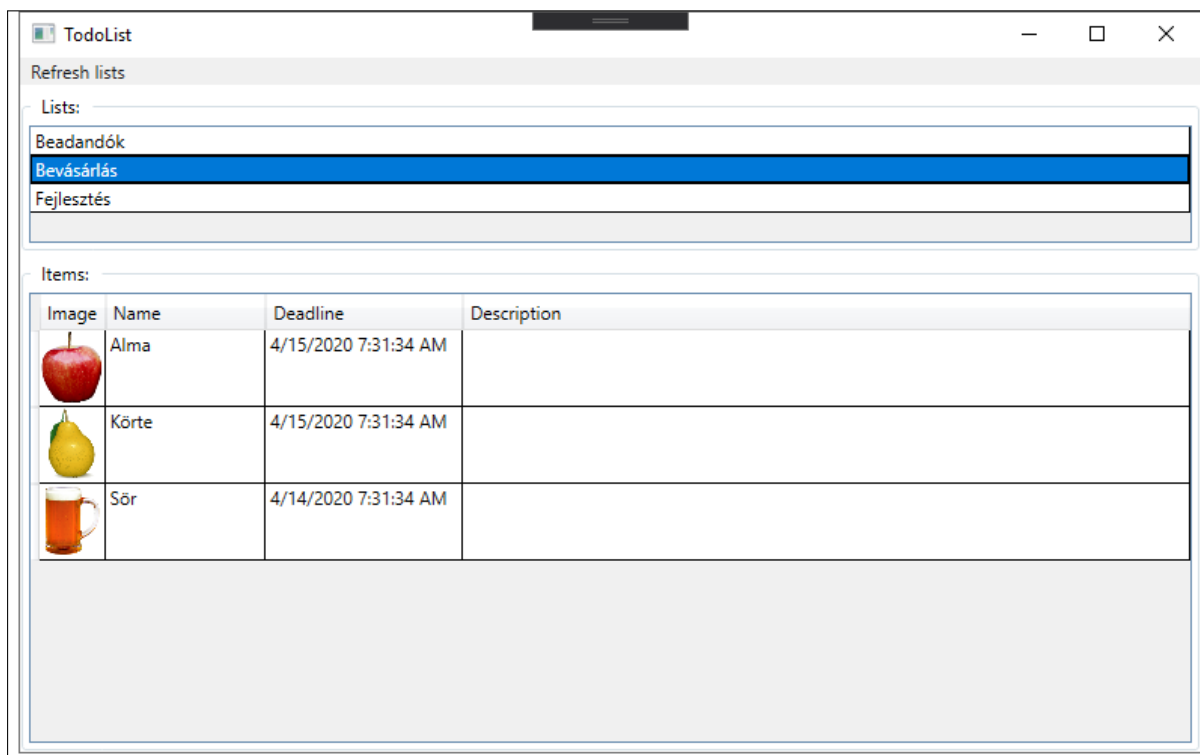 TodoList
Refresh lists
Lists:
Beadandók
Bevásárlás
Fejlesztés
Items:
Image Name Deadline Description
Alma 4/15/2020 7:31:34 AM
Körte 4/15/2020 7:31:34 AM
Sör 4/14/2020 7:31:34 AM